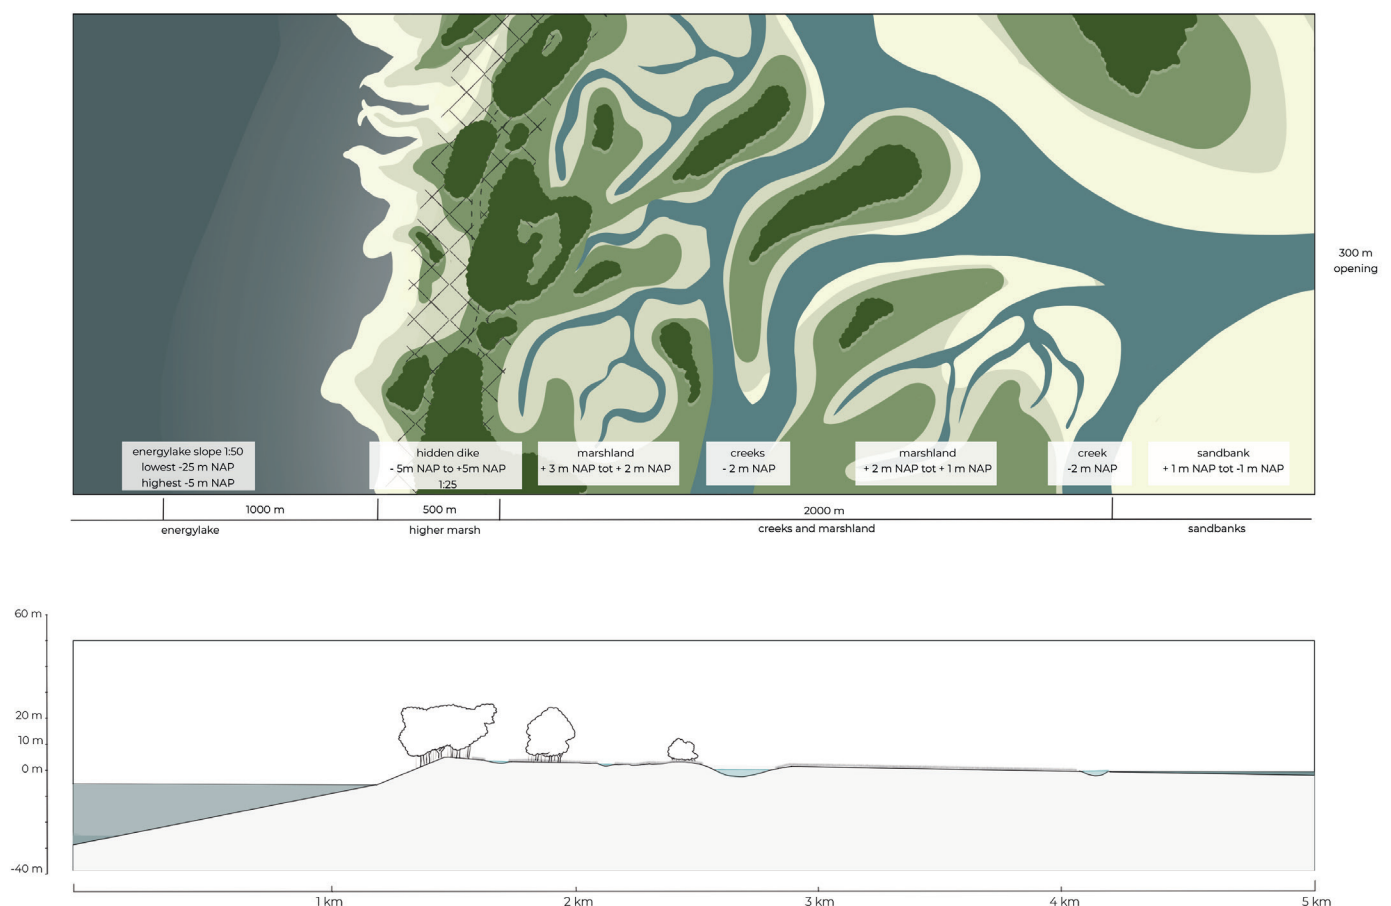 300 m
opening
energylake slope 1:50
lowest -25 m NAP
highest -5 m NAP
hidden dike
- 5m NAP to +5m NAP
1:25
marshland
+ 3 m NAP tot + 2 m NAP
creeks
- 2 m NAP
marshland
+ 2 m NAP tot + 1 m NAP
creek
-2 m NAP
sandbank
+ 1 m NAP tot -1 m NAP
1000 m
500 m
2000 m
energylake
higher marsh
creeks and marshland
sandbanks
60 m
20 m
10 m
0 m
-40 m
1 km
2 km
3 km
4 km
5 km